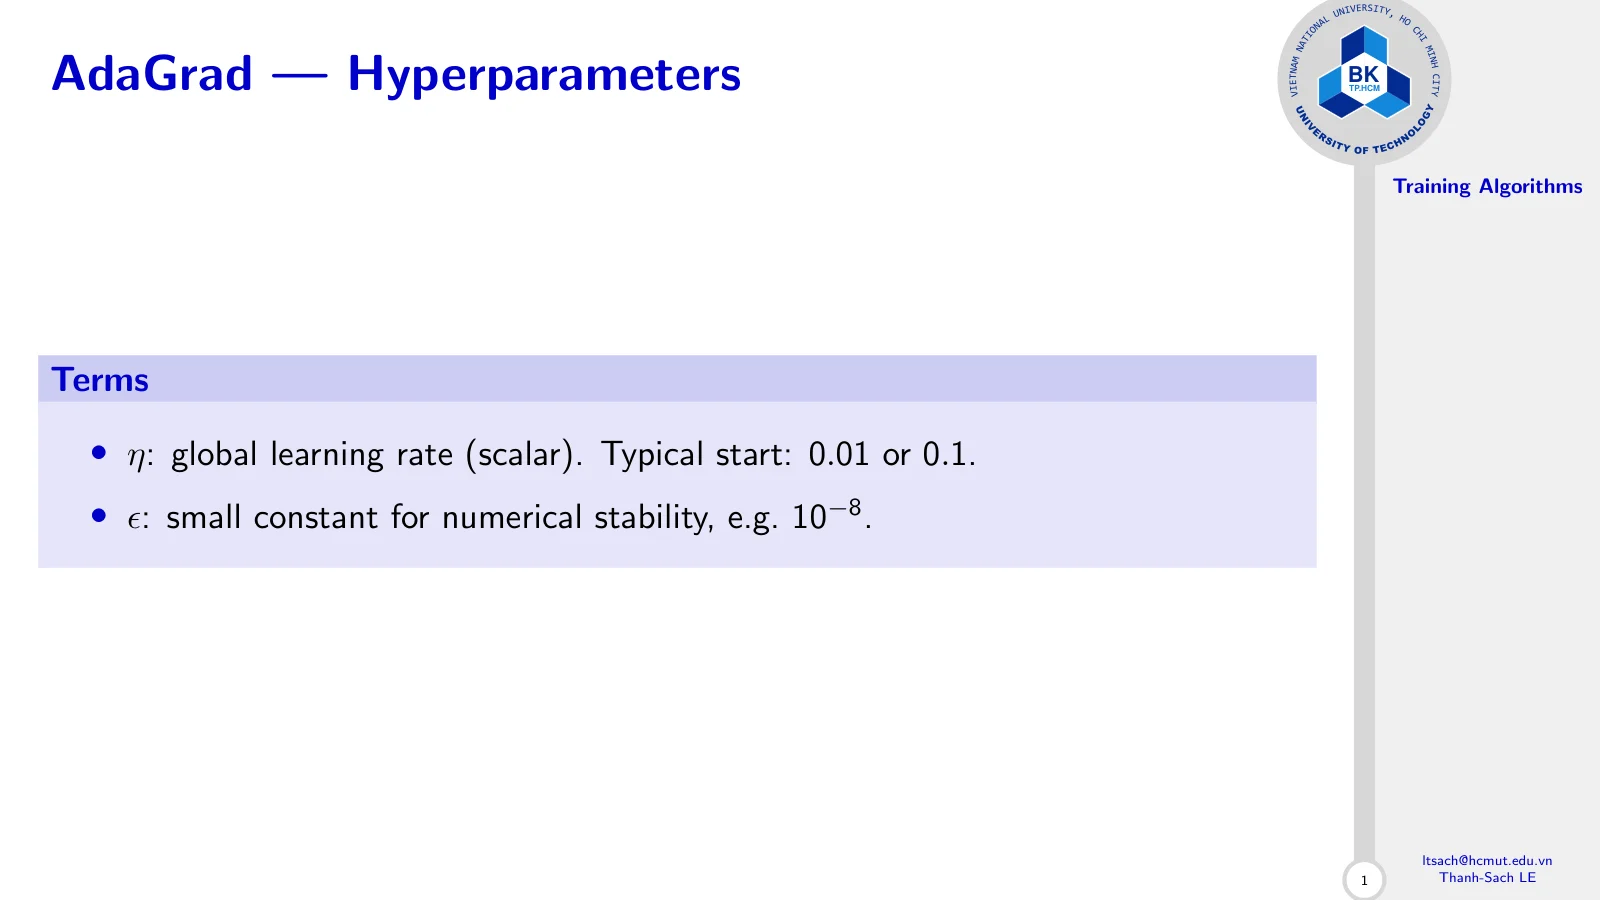 AdaGrad — Hyperparameters
VIETNAM NATIONAL UNIVERSITY, HO CHI MINH CITY
BK
TP.HCM
UNIVERSITY OF TECHNOLOGY
Training Algorithms
Terms
• η: global learning rate (scalar). Typical start: 0.01 or 0.1.
• ϵ: small constant for numerical stability, e.g. 10⁻⁸.
ltsach@hcmut.edu.vn
Thanh-Sach LE
1